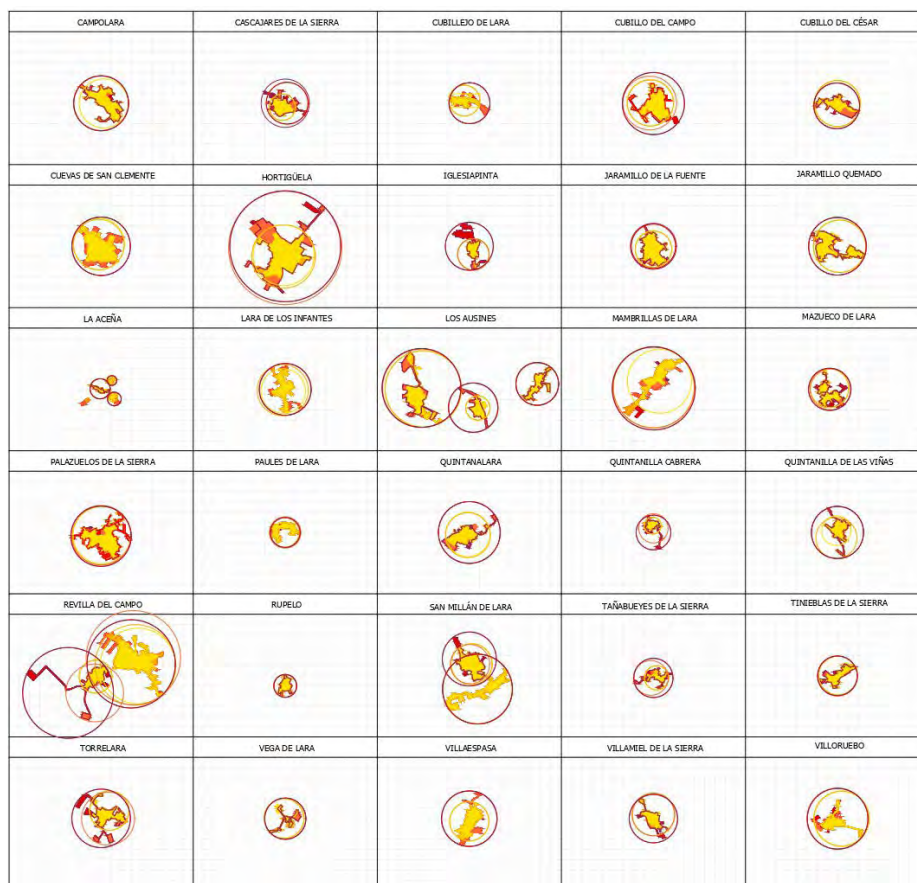 CAMPOLARA
CASCAJARES DE LA SIERRA
CUBILLEJO DE LARA
CUBILLO DEL CAMPO
CUBILLO DEL CÉSAR
CUEVAS DE SAN CLEMENTE
HORTIGÜELA
IGLESIAPINTA
JARAMILLO DE LA FUENTE
JARAMILLO QUEMADO
LA ACEÑA
LARA DE LOS INFANTES
LOS AUSINES
MAMBRILLAS DE LARA
MAZUECO DE LARA
PALAZUELOS DE LA SIERRA
PAULES DE LARA
QUINTANALARA
QUINTANILLA CABRERA
QUINTANILLA DE LAS VIÑAS
REVILLA DEL CAMPO
RUPELO
SAN MILLÁN DE LARA
TAÑABUEYES DE LA SIERRA
TINIEBLAS DE LA SIERRA
TORRELARA
VEGA DE LARA
VILLAESPASA
VILLAMIEL DE LA SIERRA
VILLORUEBO